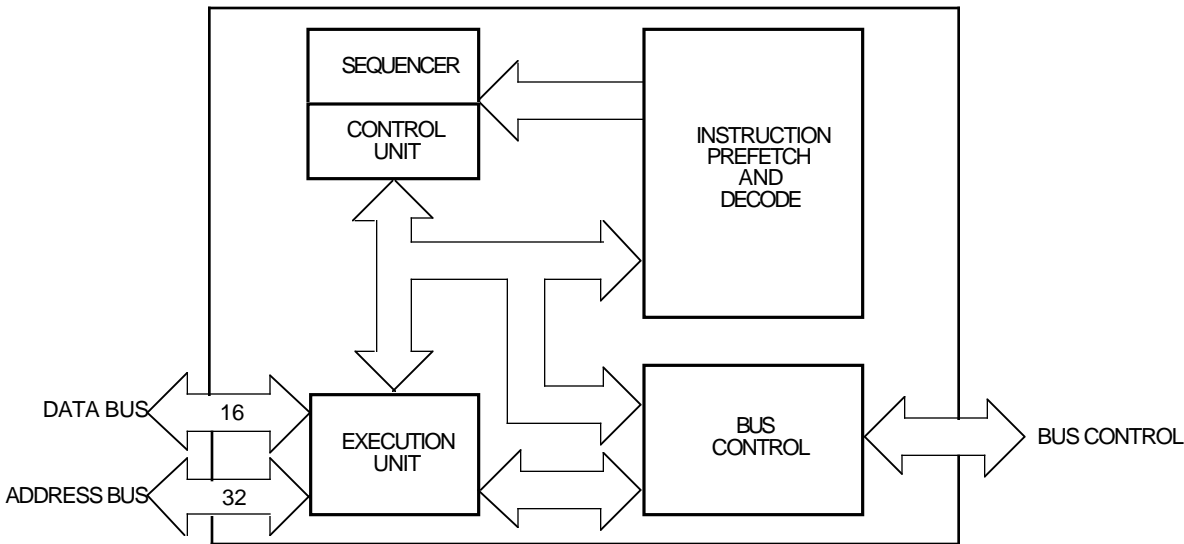 SEQUENCER
CONTROL
UNIT
INSTRUCTION
PREFETCH
AND
DECODE
DATA BUS
16
ADDRESS BUS
32
EXECUTION
UNIT
BUS
CONTROL
BUS CONTROL